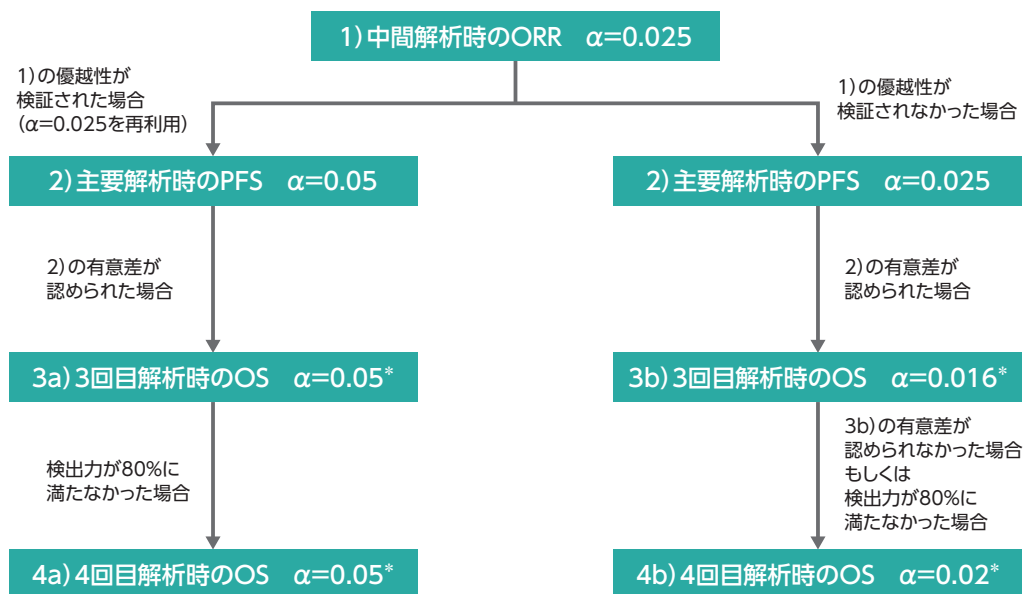 1)中間解析時のORR α=0.025
1)の優越性が
検証された場合
(α=0.025を再利用)
1)の優越性が
検証されなかった場合
2)主要解析時のPFS α=0.05
2)主要解析時のPFS α=0.025
2)の有意差が
認められた場合
2)の有意差が
認められた場合
3a)3回目解析時のOS α=0.05*
3b)3回目解析時のOS α=0.016*
検出力が80%に
満たなかった場合
3b)の有意差が
認められなかった場合
もしくは
検出力が80%に
満たなかった場合
4a)4回目解析時のOS α=0.05*
4b)4回目解析時のOS α=0.02*